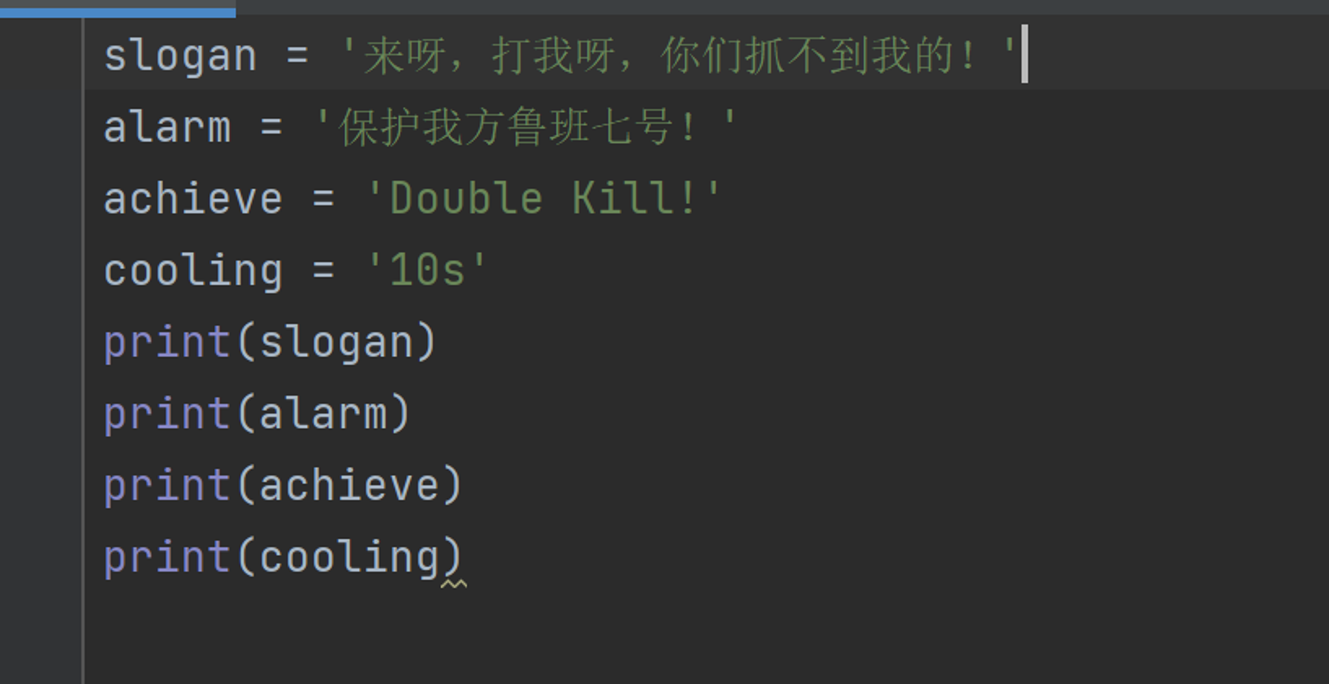 slogan = '来呀，打我呀，你们抓不到我的！'
alarm = '保护我方鲁班七号！'
achieve = 'Double Kill!'
cooling = '10s'
print(slogan)
print(alarm)
print(achieve)
print(cooling)